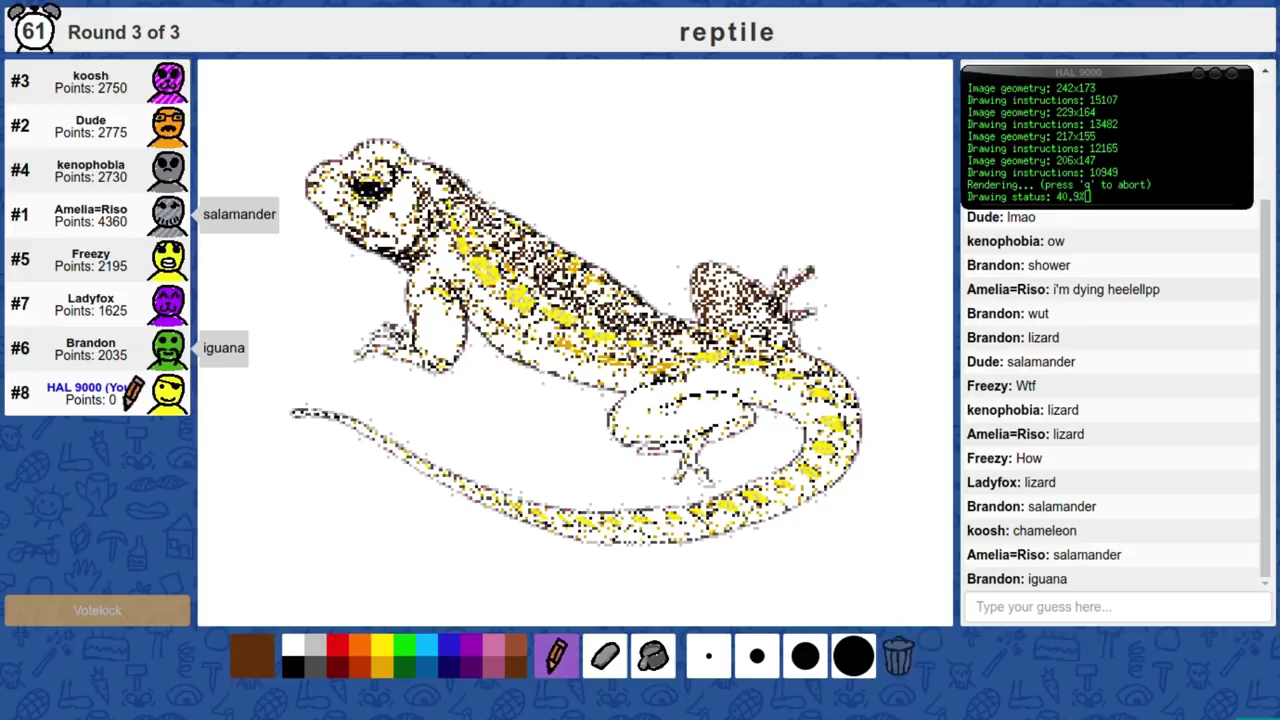 61
Round 3 of 3
reptile
#3
koosh
Points: 2750
#2
Dude
Points: 2775
#4
kenophobia
Points: 2730
#1
Amelia=Riso
Points: 4360
salamander
#5
Freezy
Points: 2195
#7
Ladyfox
Points: 1625
#6
Brandon
Points: 2035
iguana
#8
HAL 9000 (You
Points: 0
Votekick
HAL 9000
Image geometry: 242x173
Drawing instructions: 15107
Image geometry: 229x164
Drawing instructions: 13482
Image geometry: 217x155
Drawing instructions: 12165
Image geometry: 206x147
Drawing instructions: 10949
Rendering... (press 'q' to abort)
Drawing status: 40.9%
Dude: lmao
kenophobia: ow
Brandon: shower
Amelia=Riso: i'm dying heelellpp
Brandon: wut
Brandon: lizard
Dude: salamander
Freezy: Wtf
kenophobia: lizard
Amelia=Riso: lizard
Freezy: How
Ladyfox: lizard
Brandon: salamander
koosh: chameleon
Amelia=Riso: salamander
Brandon: iguana
Type your guess here...